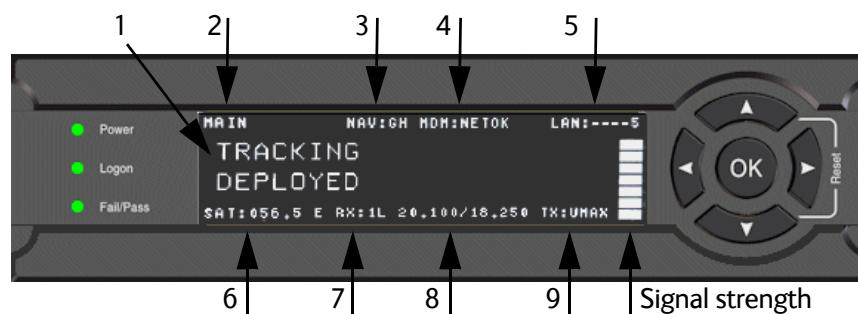 1 2 3 4 5
Power
Logon
Fail/Pass
MAIN NAV:GH MDM:NETOK LAN:----5
TRACKING
DEPLOYED
SAT:056.5 E RX:1L 20.100/18.250 TX:UMAX
OK
Reset
6 7 8 9 Signal strength